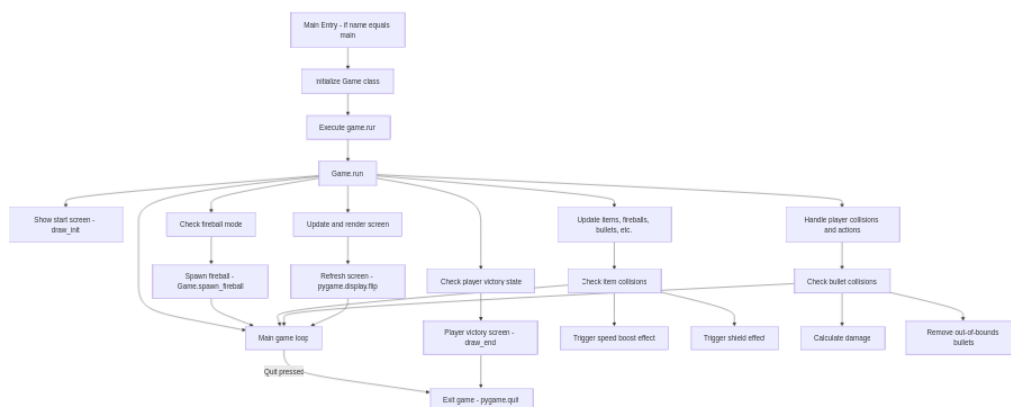 Main Entry - if name equals
main
Initialize Game class
Execute game.run
Game.run
Show start screen -
draw_init
Check fireball mode
Update and render screen
Update items, fireballs,
bullets, etc.
Handle player collisions
and actions
Spawn fireball -
Game.spawn_fireball
Refresh screen -
pygame.display.flip
Check player victory state
Check item collisions
Check bullet collisions
Main game loop
Player victory screen -
draw_end
Trigger speed boost effect
Trigger shield effect
Calculate damage
Remove out-of-bounds
bullets
Quit pressed
Exit game - pygame.quit